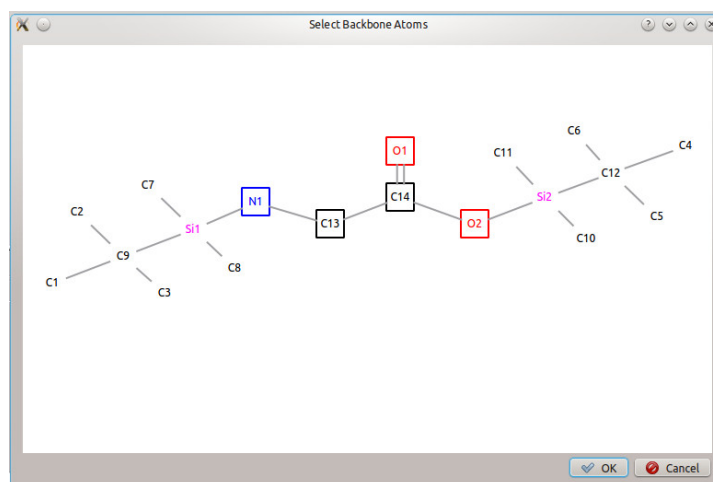 Select Backbone Atoms
?
C6
C4
O1
C11
C12
C7
C14
Si2
N1
C2
C13
O2
C5
Si1
C10
C9
C8
C1
C3
OK
Cancel